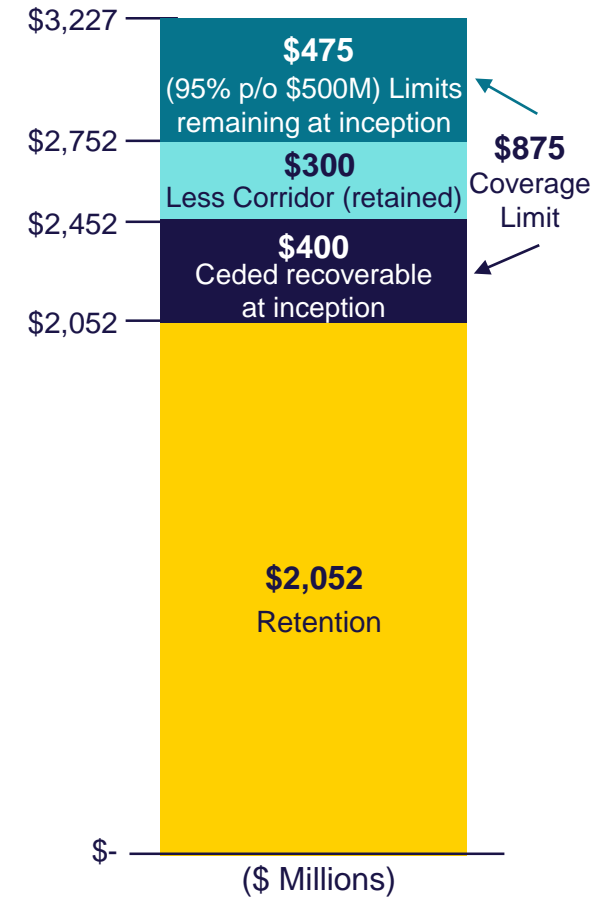 $3,227
$475
(95% p/o $500M) Limits
remaining at inception
$2,752
$300
Less Corridor (retained)
$875
Coverage
Limit
$2,452
$400
Ceded recoverable
at inception
$2,052
$2,052
Retention
$-
($ Millions)